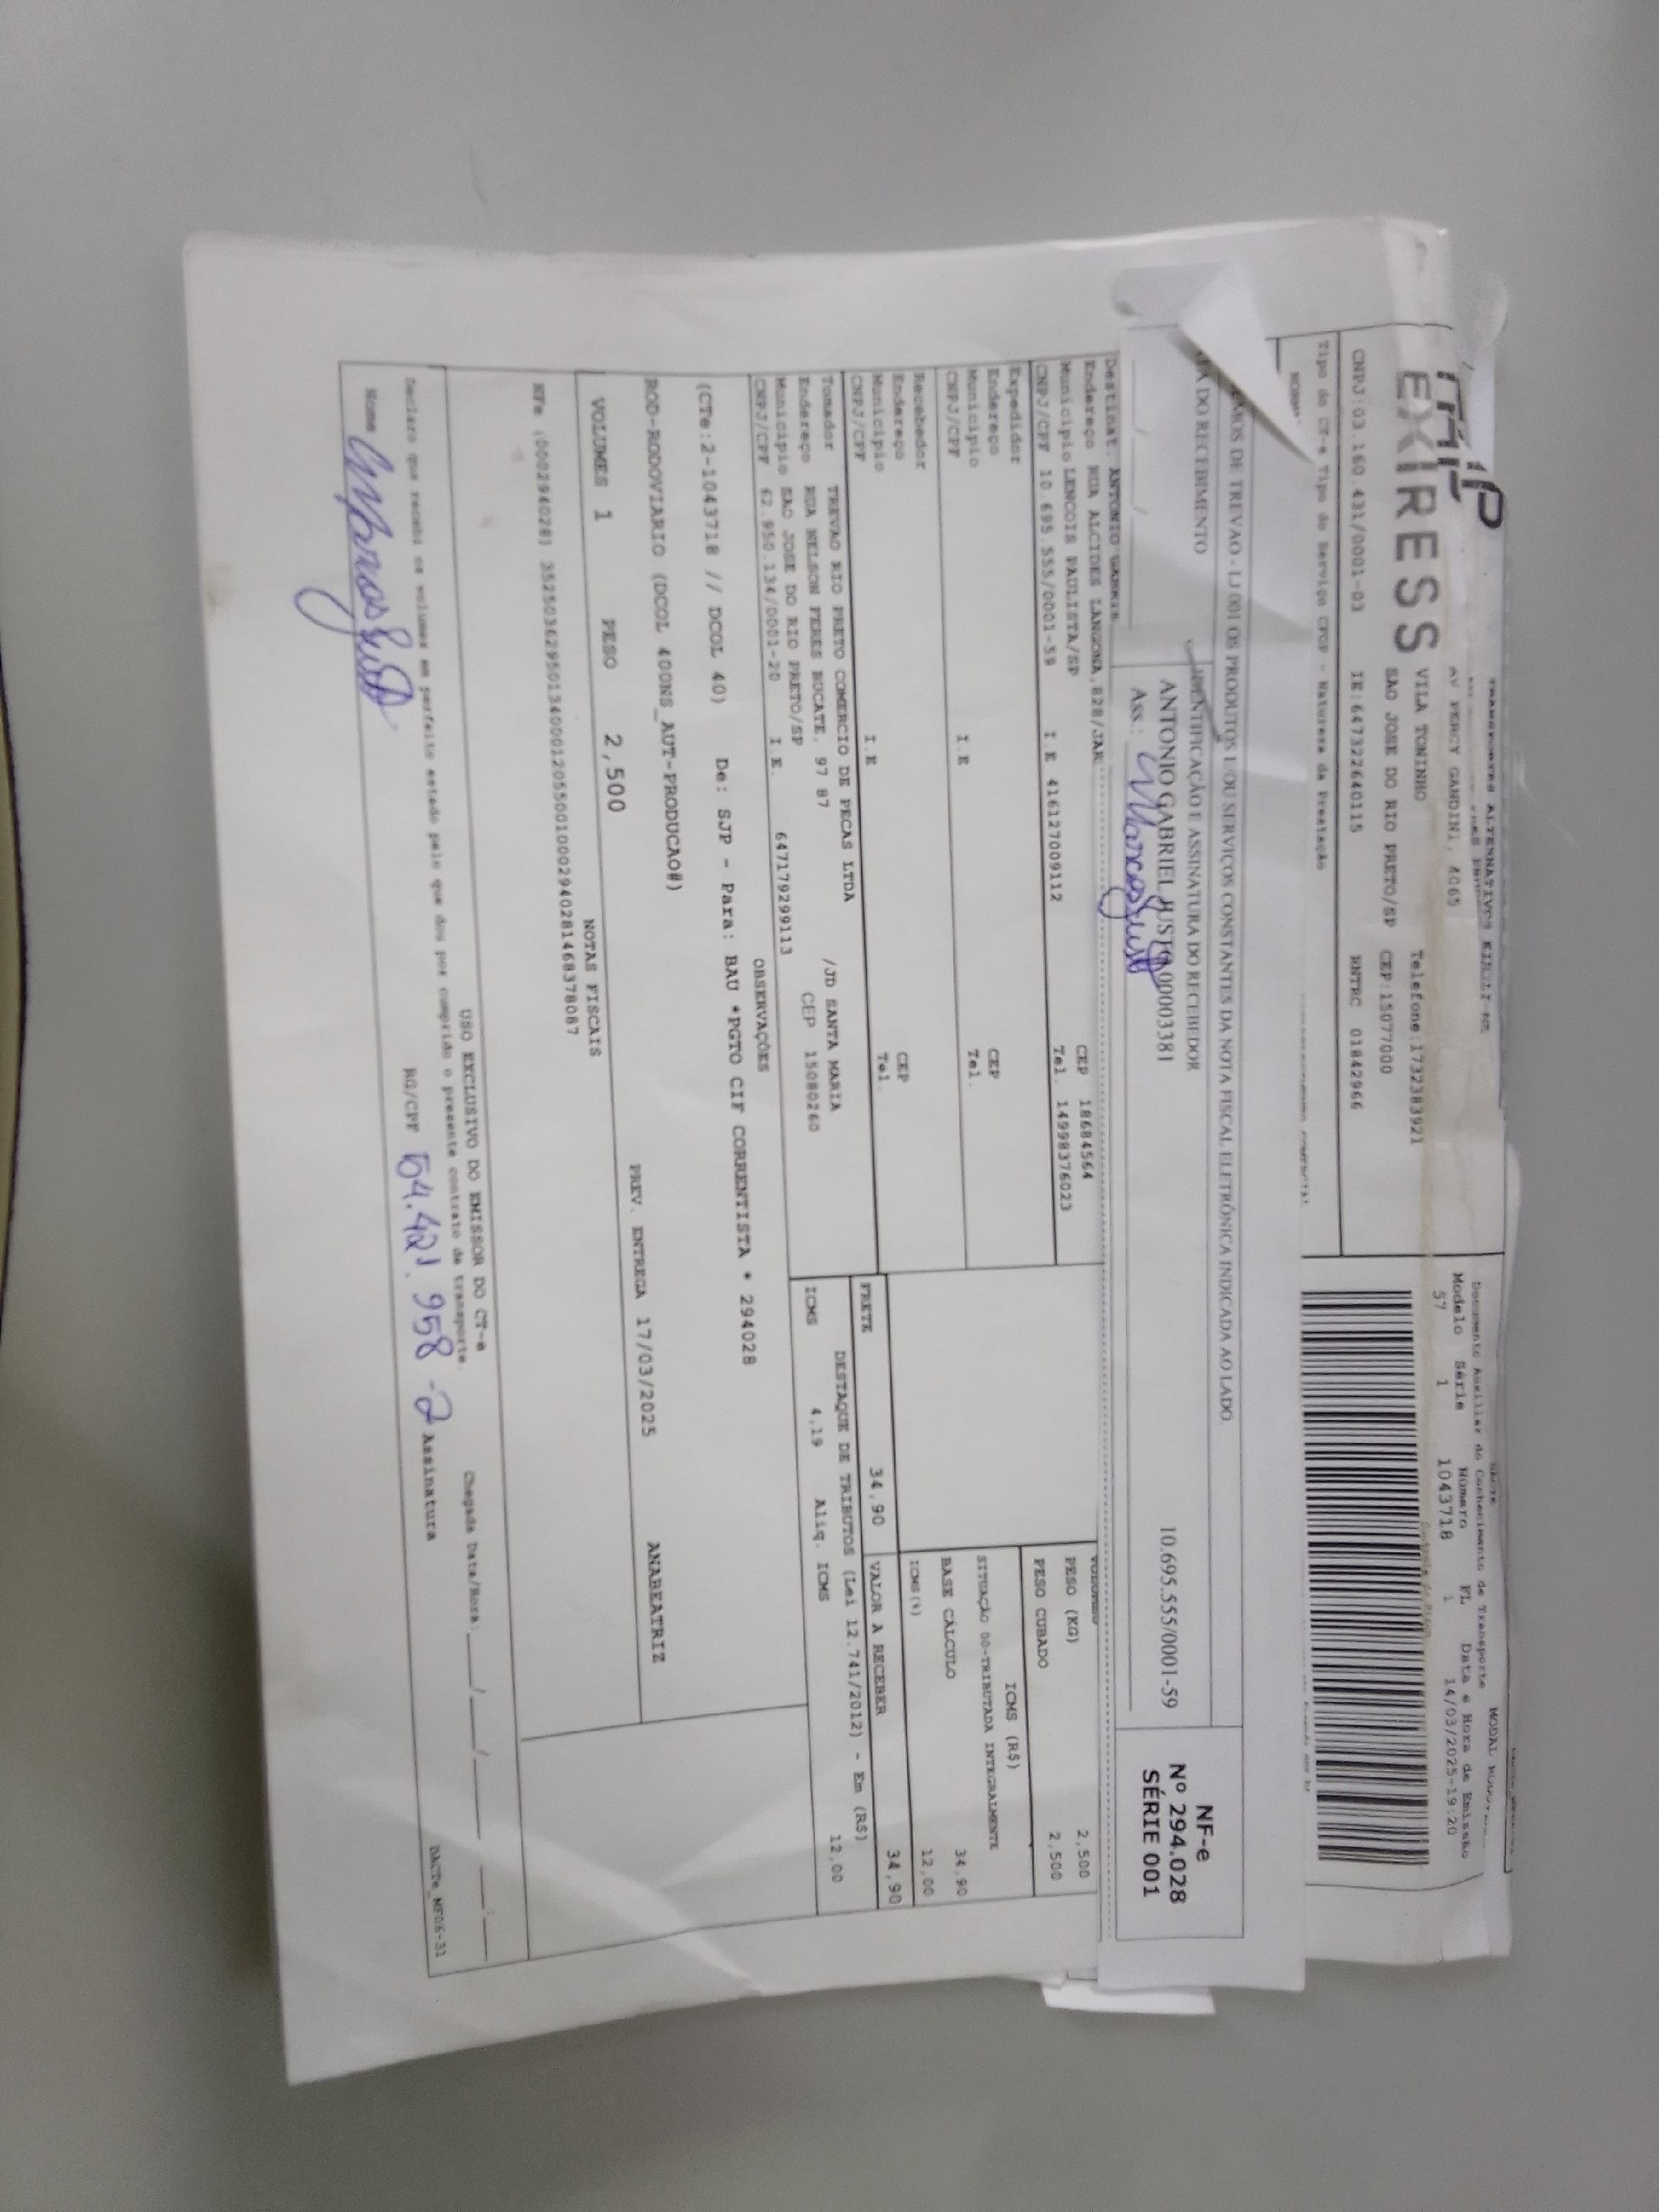 EXPRESS
AV PERCY GANDINI, 4065
VILA TONINHO
Telefone:1732383921
SAO JOSE DO RIO PRETO/SP CEP:15077000
CNPJ:03.160.431/0001-03 IE:647322640115 RNTRC 01842966
Tipo do CT-e Tipo do Serviço CFOP - Natureza da Prestação
Documento Auxiliar do Conhecimento de Transporte MODAL
Modelo Série Número FL Data e Hora de Emissão
57 1 1043718 1 14/03/2025-19:20
DE TREVAO - LJ 001 OS PRODUTOS E/OU SERVIÇOS CONSTANTES DA NOTA FISCAL ELETRÔNICA INDICADA AO LADO.
DO RECEBIMENTO
IDENTIFICAÇÃO E ASSINATURA DO RECEBEDOR
ANTONIO GABRIEL JUSTO 00003381 10.695.555/0001-59
Ass.:
NF-e
Nº 294.028
SÉRIE 001
Destinat. ANTONIO
Endereço RUA ALCIDES LANGONA,828/JAR
CEP 18684564
Municipio LENCOIS PAULISTA/SP
Tel. 14998376023
CNPJ/CPF 10.695.555/0001-59 I.E 416127009112
PESO (KG) 2,500
PESO CUBADO 2,500
Expedidor
Endereço CEP
Municipio Tel.
CNPJ/CPF I.E
ICMS (R$)
SITUAÇÃO 00-TRIBUTADA INTEGRALMENTE
BASE CALCULO 34,90
ICMS(%) 12,00
Recebedor
Endereço CEP
Municipio Tel.
CNPJ/CPF I.E
FRETE 34,90 VALOR A RECEBER 34,90
Tomador TREVAO RIO PRETO COMERCIO DE PECAS LTDA
Endereço RUA NELSON FERES BUCATE, 97 87 /JD SANTA MARIA
Municipio SAO JOSE DO RIO PRETO/SP CEP 15080260
CNPJ/CPF 62.950.134/0001-20 I.E. 647179299113
DESTAQUE DE TRIBUTOS (Lei 12.741/2012) - Em (R$)
ICMS 4,19 Aliq. ICMS 12,00
OBSERVAÇÕES
(CTe:2-1043718 // DCOL 40) De: SJP - Para: BAU *PGTO CIF CORRENTISTA * 294028
ROD-RODOVIARIO (DCOL 400NS_AUT-PRODUCAO#)
VOLUMES 1 PESO 2,500 PREV. ENTREGA 17/03/2025 ANABEATRIZ
NOTAS FISCAIS
USO EXCLUSIVO DO EMISSOR DO CT-e
Declaro que recebi os volumes em perfeito estado pelo que dou por cumprido o presente contrato de transporte.
Chegada Data/Hora:
Nome
RG/CPF 54.421.958-2 Assinatura
DACTe_MF06-31